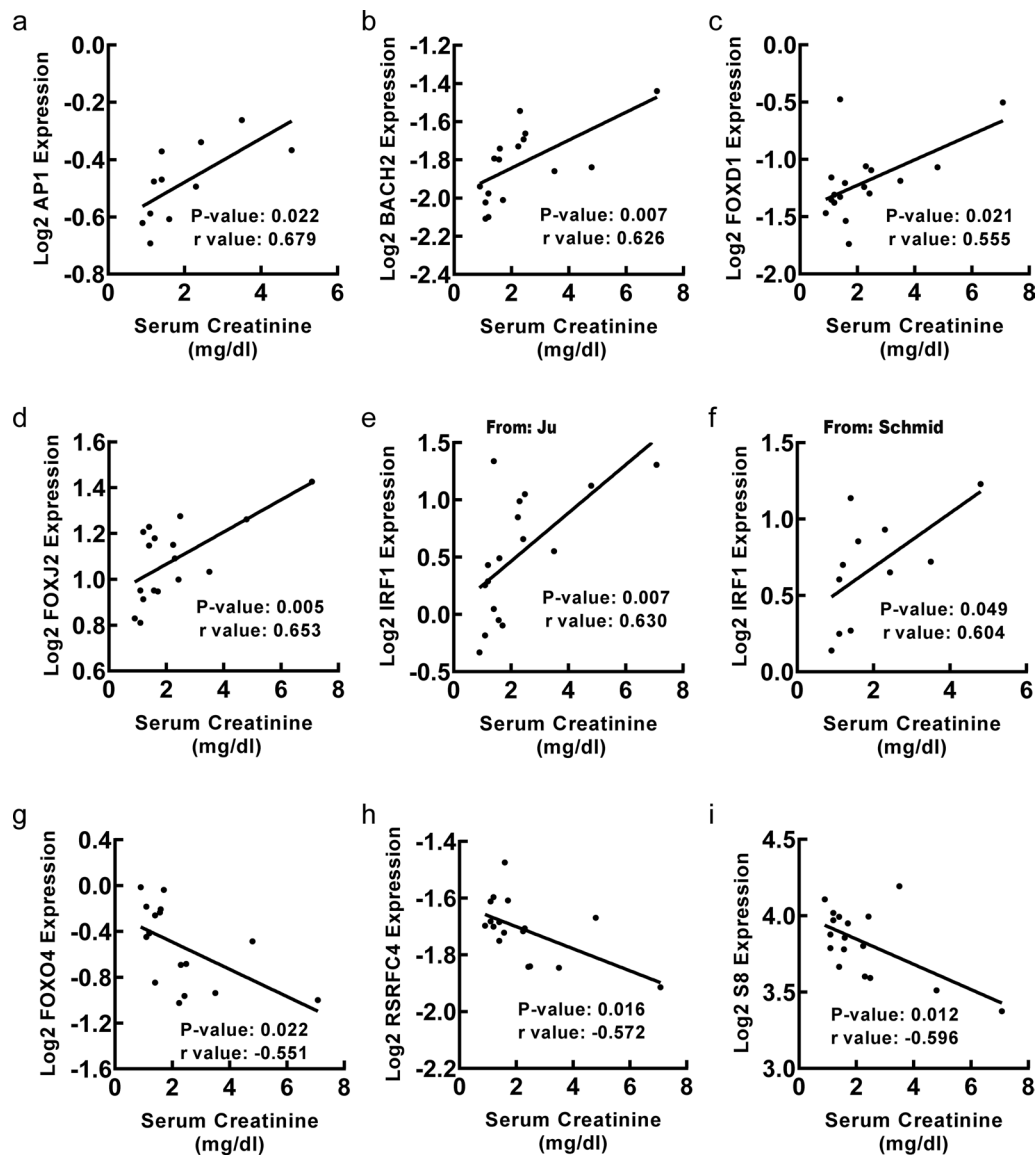 a
Log2 AP1 Expression
0.0
-0.2
-0.4
-0.6
-0.8
P-value: 0.022
r value: 0.679
0
2
4
6
Serum Creatinine
(mg/dl)
b
Log2 BACH2 Expression
-1.2
-1.4
-1.6
-1.8
-2.0
-2.2
-2.4
P-value: 0.007
r value: 0.626
0
2
4
6
8
Serum Creatinine
(mg/dl)
c
Log2 FOXD1 Expression
0.0
-0.5
-1.0
-1.5
-2.0
P-value: 0.021
r value: 0.555
0
2
4
6
8
Serum Creatinine
(mg/dl)
d
Log2 FOXJ2 Expression
1.6
1.4
1.2
1.0
0.8
0.6
P-value: 0.005
r value: 0.653
0
2
4
6
8
Serum Creatinine
(mg/dl)
e
From: Ju
Log2 IRF1 Expression
1.5
1.0
0.5
0.0
-0.5
P-value: 0.007
r value: 0.630
0
2
4
6
8
Serum Creatinine
(mg/dl)
f
From: Schmid
Log2 IRF1 Expression
1.5
1.0
0.5
0.0
P-value: 0.049
r value: 0.604
0
2
4
6
Serum Creatinine
(mg/dl)
g
Log2 FOXO4 Expression
0.4
0.0
-0.4
-0.8
-1.2
-1.6
P-value: 0.022
r value: -0.551
0
2
4
6
8
Serum Creatinine
(mg/dl)
h
Log2 RSRFC4 Expression
-1.4
-1.6
-1.8
-2.0
-2.2
P-value: 0.016
r value: -0.572
0
2
4
6
8
Serum Creatinine
(mg/dl)
i
Log2 S8 Expression
4.5
4.0
3.5
3.0
P-value: 0.012
r value: -0.596
0
2
4
6
8
Serum Creatinine
(mg/dl)